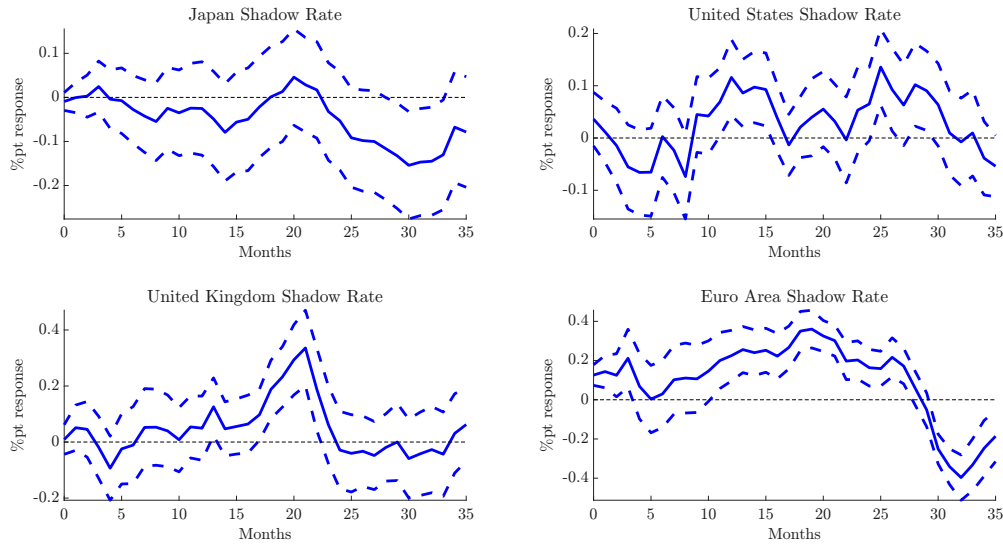 Japan Shadow Rate
%pt response
0.1
0
-0.1
-0.2
0 5 10 15 20 25 30 35
Months
United States Shadow Rate
%pt response
0.2
0.1
0
-0.1
0 5 10 15 20 25 30 35
Months
United Kingdom Shadow Rate
%pt response
0.4
0.2
0
-0.2
0 5 10 15 20 25 30 35
Months
Euro Area Shadow Rate
%pt response
0.4
0.2
0
-0.2
-0.4
0 5 10 15 20 25 30 35
Months